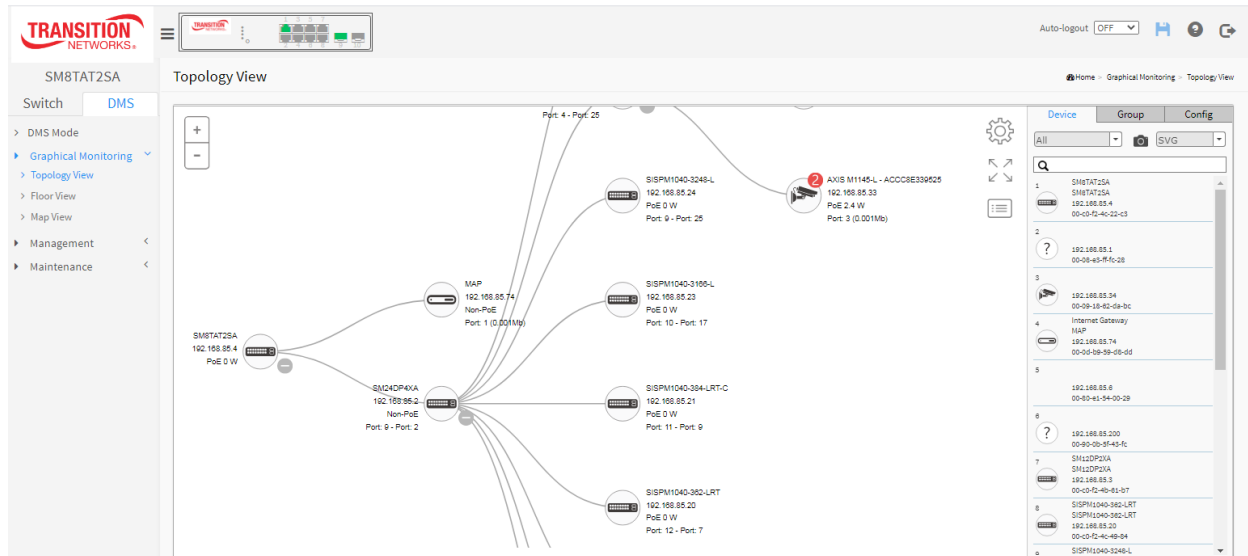 TRANSITION
NETWORKS®
TRANSITION
1 3 5 7
2 4 6 8 9 10
Auto-logout OFF
SM8TAT2SA
Topology View
Home > Graphical Monitoring > Topology View
Switch DMS
DMS Mode
Graphical Monitoring
Topology View
Floor View
Map View
Management
Maintenance
+
-
Port: 4 - Port: 25
SISPM1040-3248-L
192.168.85.24
PoE 0 W
Port: 9 - Port: 25
2
AXIS M1145-L - ACCC8E339525
192.168.85.33
PoE 2.4 W
Port: 3 (0.001Mb)
MAP
192.168.85.74
Non-PoE
Port: 1 (0.001Mb)
SISPM1040-3166-L
192.168.85.23
PoE 0 W
Port: 10 - Port: 17
SM8TAT2SA
192.168.85.4
PoE 0 W
SM24DP4XA
192.168.85.2
Non-PoE
Port: 9 - Port: 2
SISPM1040-384-LRT-C
192.168.85.21
PoE 0 W
Port: 11 - Port: 9
SISPM1040-362-LRT
192.168.85.20
PoE 0 W
Port: 12 - Port: 7
Device Group Config
All SVG
1
SM8TAT2SA
SM8TAT2SA
192.168.85.4
00-c0-f2-4c-22-c3
2
?
192.168.85.1
00-08-e3-ff-fc-28
3
192.168.85.34
00-09-18-62-da-bc
4
Internet Gateway
MAP
192.168.85.74
00-0d-b9-59-d8-dd
5
192.168.85.6
00-60-e1-54-00-29
6
?
192.168.85.200
00-90-0b-5f-43-fc
7
SM12DP2XA
SM12DP2XA
192.168.85.3
00-c0-f2-4b-61-b7
8
SISPM1040-362-LRT
SISPM1040-362-LRT
192.168.85.20
00-c0-f2-4c-49-84
SISPM1040-3248-L